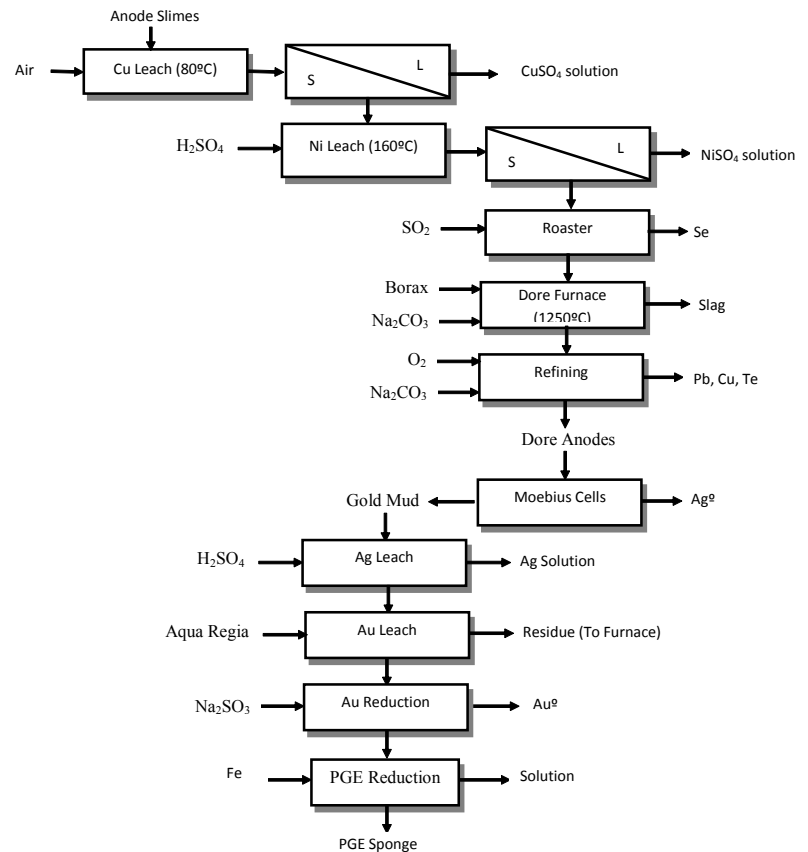 Anode Slimes
Air
Cu Leach (80ºC)
S
L
CuSO₄ solution
H₂SO₄
Ni Leach (160ºC)
S
L
NiSO₄ solution
SO₂
Roaster
Se
Borax
Na₂CO₃
Dore Furnace
(1250ºC)
Slag
O₂
Na₂CO₃
Refining
Pb, Cu, Te
Dore Anodes
Gold Mud
Moebius Cells
Agº
H₂SO₄
Ag Leach
Ag Solution
Aqua Regia
Au Leach
Residue (To Furnace)
Na₂SO₃
Au Reduction
Auº
Fe
PGE Reduction
Solution
PGE Sponge